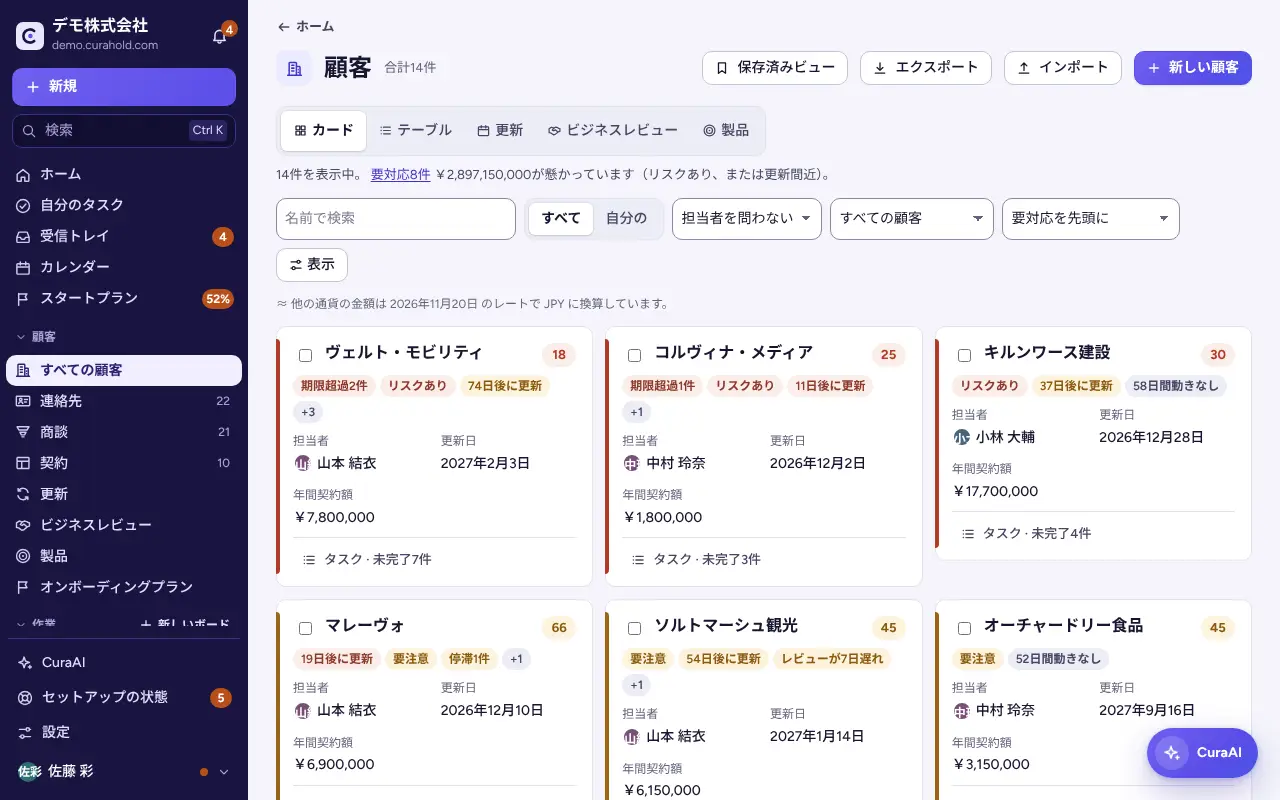 デモ株式会社
demo.curahold.com
4
新規
検索 Ctrl K
ホーム
自分のタスク
受信トレイ 4
カレンダー
スタートプラン 52%
顧客
すべての顧客
連絡先 22
商談 21
契約 10
更新
ビジネスレビュー
製品
オンボーディングプラン
作業 新しいボード
CuraAI
セットアップの状態 5
設定
佐彩 佐藤 彩
← ホーム
顧客 合計14件
保存済みビュー エクスポート インポート + 新しい顧客
カード テーブル 更新 ビジネスレビュー 製品
14件を表示中。 要対応8件 ¥2,897,150,000が懸かっています（リスクあり、または更新間近）。
名前で検索 すべて 自分の 担当者を問わない すべての顧客 要対応を先頭に
表示
≈ 他の通貨の金額は 2026年11月20日 のレートで JPY に換算しています。
ヴェルト・モビリティ 18
期限超過2件 リスクあり 74日後に更新
+3
担当者 更新日
山本 結衣 2027年2月3日
年間契約額
¥7,800,000
タスク · 未完了7件
コルヴィナ・メディア 25
期限超過1件 リスクあり 11日後に更新
+1
担当者 更新日
中村 玲奈 2026年12月2日
年間契約額
¥1,800,000
タスク · 未完了3件
キルンワース建設 30
リスクあり 37日後に更新 58日間動きなし
担当者 更新日
小林 大輔 2026年12月28日
年間契約額
¥17,700,000
タスク · 未完了4件
マレーヴォ 66
19日後に更新 要注意 停滞1件 +1
担当者 更新日
山本 結衣 2026年12月10日
年間契約額
¥6,900,000
ソルトマーシュ観光 45
要注意 54日後に更新 レビューが7日遅れ
+1
担当者 更新日
山本 結衣 2027年1月14日
年間契約額
¥6,150,000
オーチャードリー食品 45
要注意 52日間動きなし
担当者 更新日
中村 玲奈 2027年9月16日
年間契約額
¥3,150,000
CuraAI